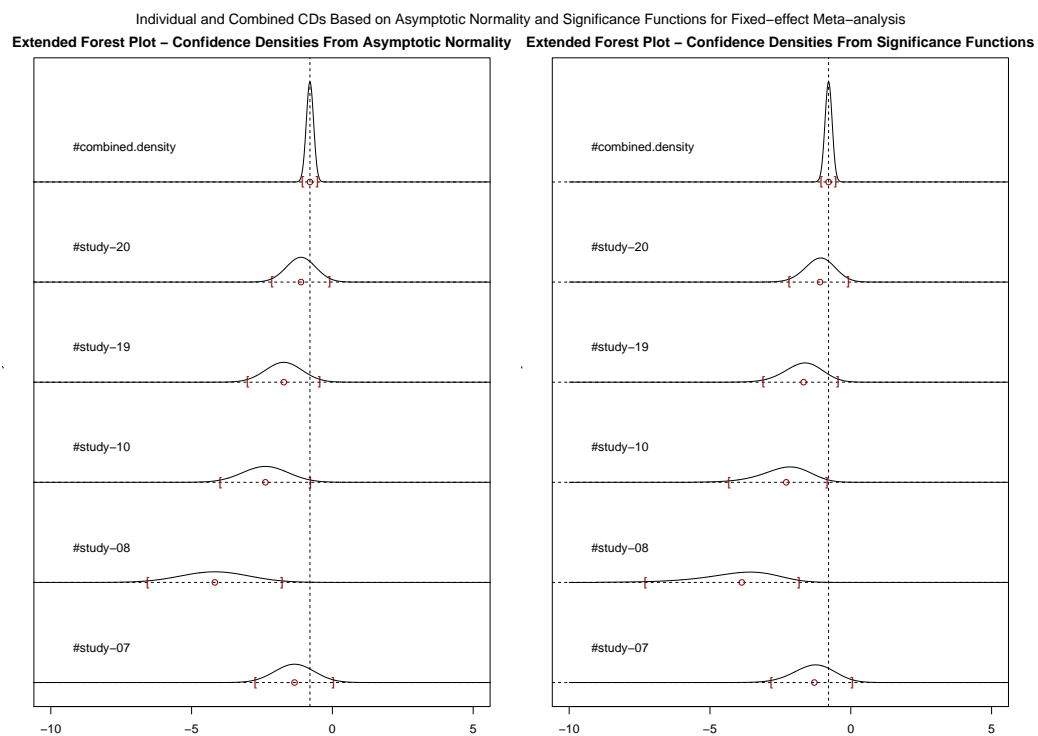 Individual and Combined CDs Based on Asymptotic Normality and Significance Functions for Fixed−effect Meta−analysis
Extended Forest Plot − Confidence Densities From Asymptotic Normality
#combined.density
#study−20
#study−19
#study−10
#study−08
#study−07
−10 −5 0 5
Extended Forest Plot − Confidence Densities From Significance Functions
#combined.density
#study−20
#study−19
#study−10
#study−08
#study−07
−10 −5 0 5